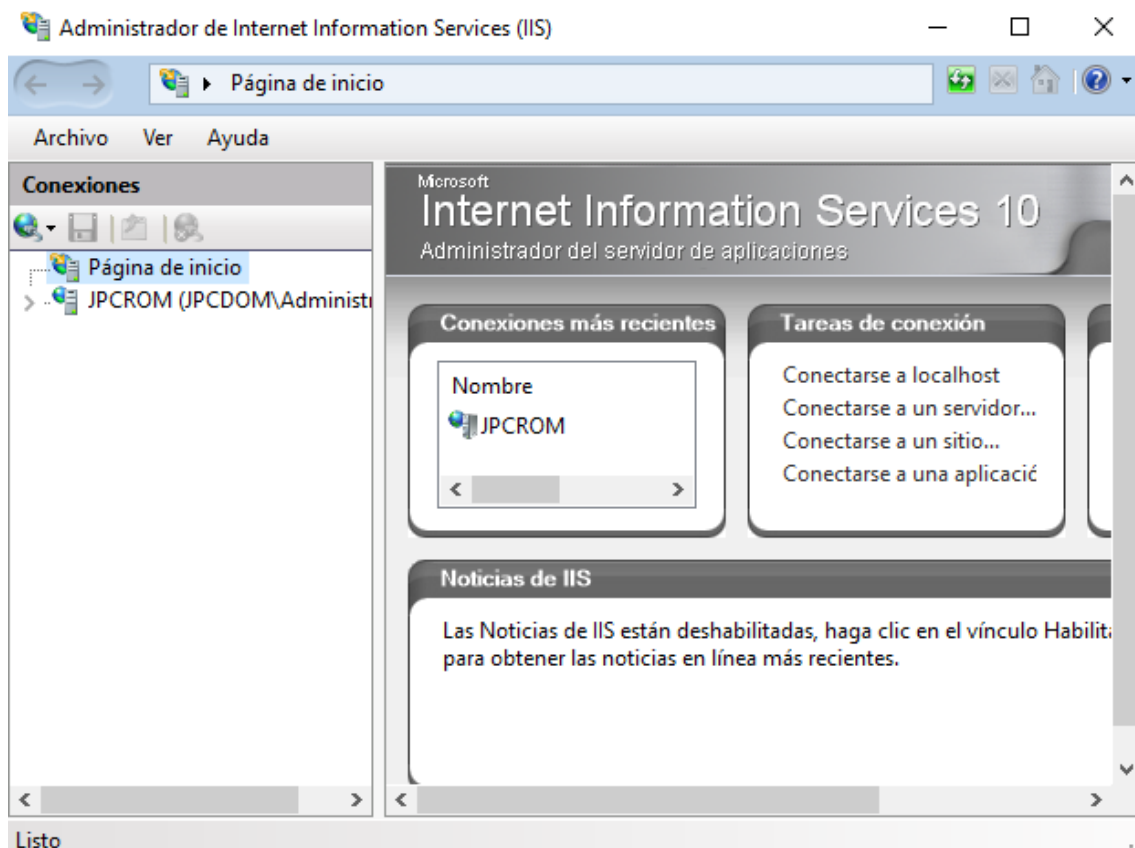 Administrador de Internet Information Services (IIS)
Página de inicio
Archivo Ver Ayuda
Conexiones
Página de inicio
JPCROM (JPCDOM\Administr
Microsoft
Internet Information Services 10
Administrador del servidor de aplicaciones
Conexiones más recientes
Nombre
JPCROM
Tareas de conexión
Conectarse a localhost
Conectarse a un servidor...
Conectarse a un sitio...
Conectarse a una aplicació
Noticias de IIS
Las Noticias de IIS están deshabilitadas, haga clic en el vínculo Habilita
para obtener las noticias en línea más recientes.
Listo